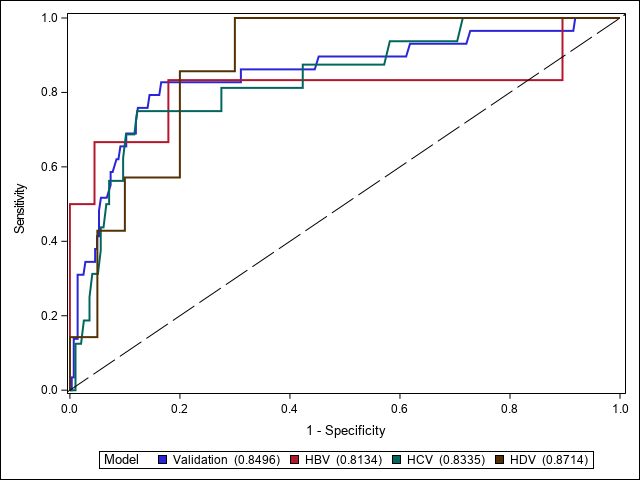 1.0
0.8
0.6
0.4
0.2
0.0
Sensitivity
0.0 0.2 0.4 0.6 0.8 1.0
1 - Specificity
Model Validation (0.8496) HBV (0.8134) HCV (0.8335) HDV (0.8714)